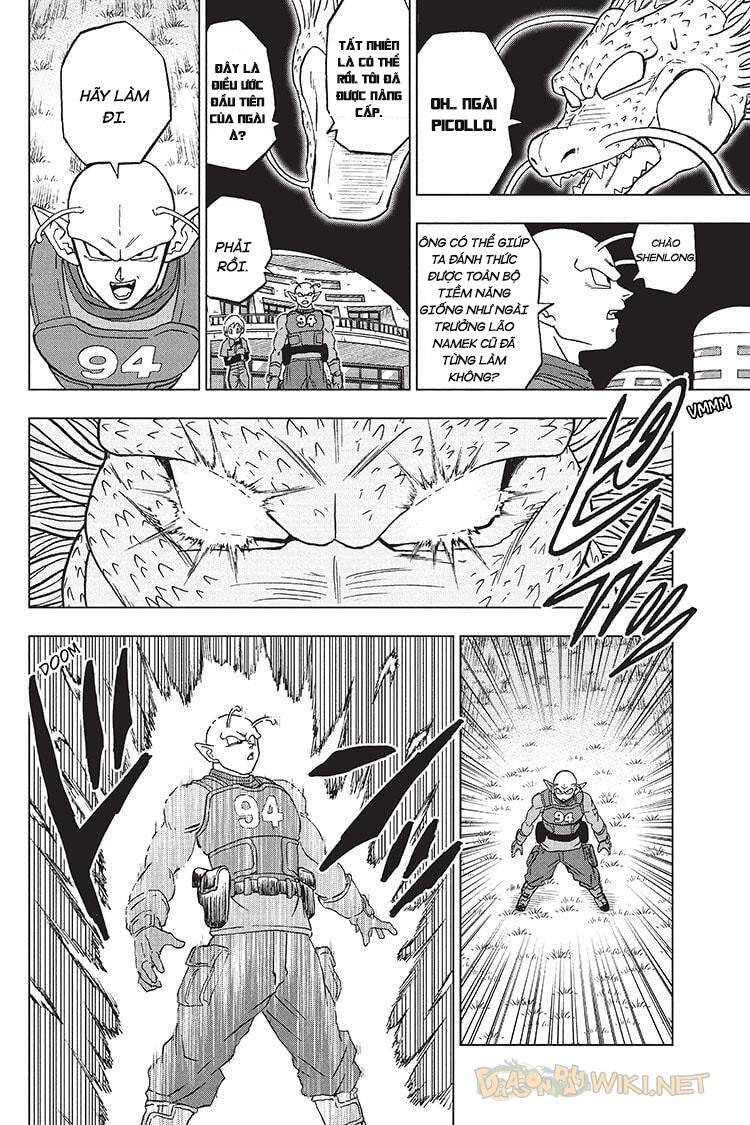 OH.. NGÀI
PICOLLO.
TẤT NHIÊN
LÀ CÓ THỂ
RỒI, TÔI ĐÃ
ĐƯỢC NÂNG
CẤP.
ĐÂY LÀ
ĐIỀU ƯỚC
ĐẦU TIÊN
CỦA NGÀI
À?
HÃY LÀM
ĐI.
CHÀO
SHENLONG.
ÔNG CÓ THỂ GIÚP
TA ĐÁNH THỨC
ĐƯỢC TOÀN BỘ
TIỀM NĂNG
GIỐNG NHƯ NGÀI
TRƯỞNG LÃO
NAMEK CŨ ĐÃ
TỪNG LÀM
KHÔNG?
PHẢI
RỒI.
94
94
VMMM
94
DOOM
94
DRAGON BALL WIKI.NET